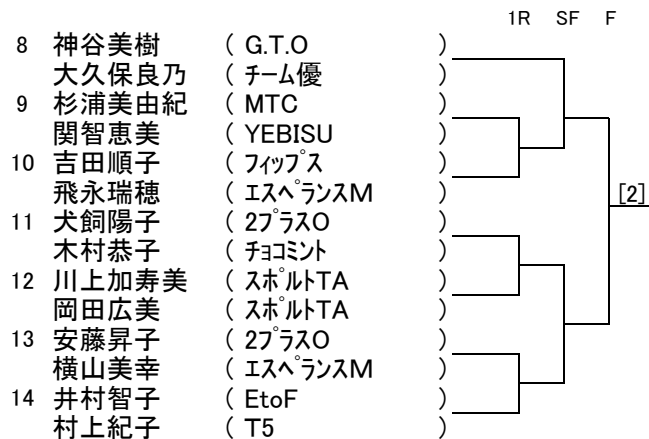 1R SF F
8 神谷美樹 ( G.T.O )
大久保良乃 ( チーム優 )
9 杉浦美由紀 ( MTC )
関智恵美 ( YEBISU )
10 吉田順子 ( フィップス )
飛永瑞穂 ( エスペランスM )
[2]
11 犬飼陽子 ( 2プラスO )
木村恭子 ( チョコミント )
12 川上加寿美 ( スポルトTA )
岡田広美 ( スポルトTA )
13 安藤昇子 ( 2プラスO )
横山美幸 ( エスペランスM )
14 井村智子 ( EtoF )
村上紀子 ( T5 )